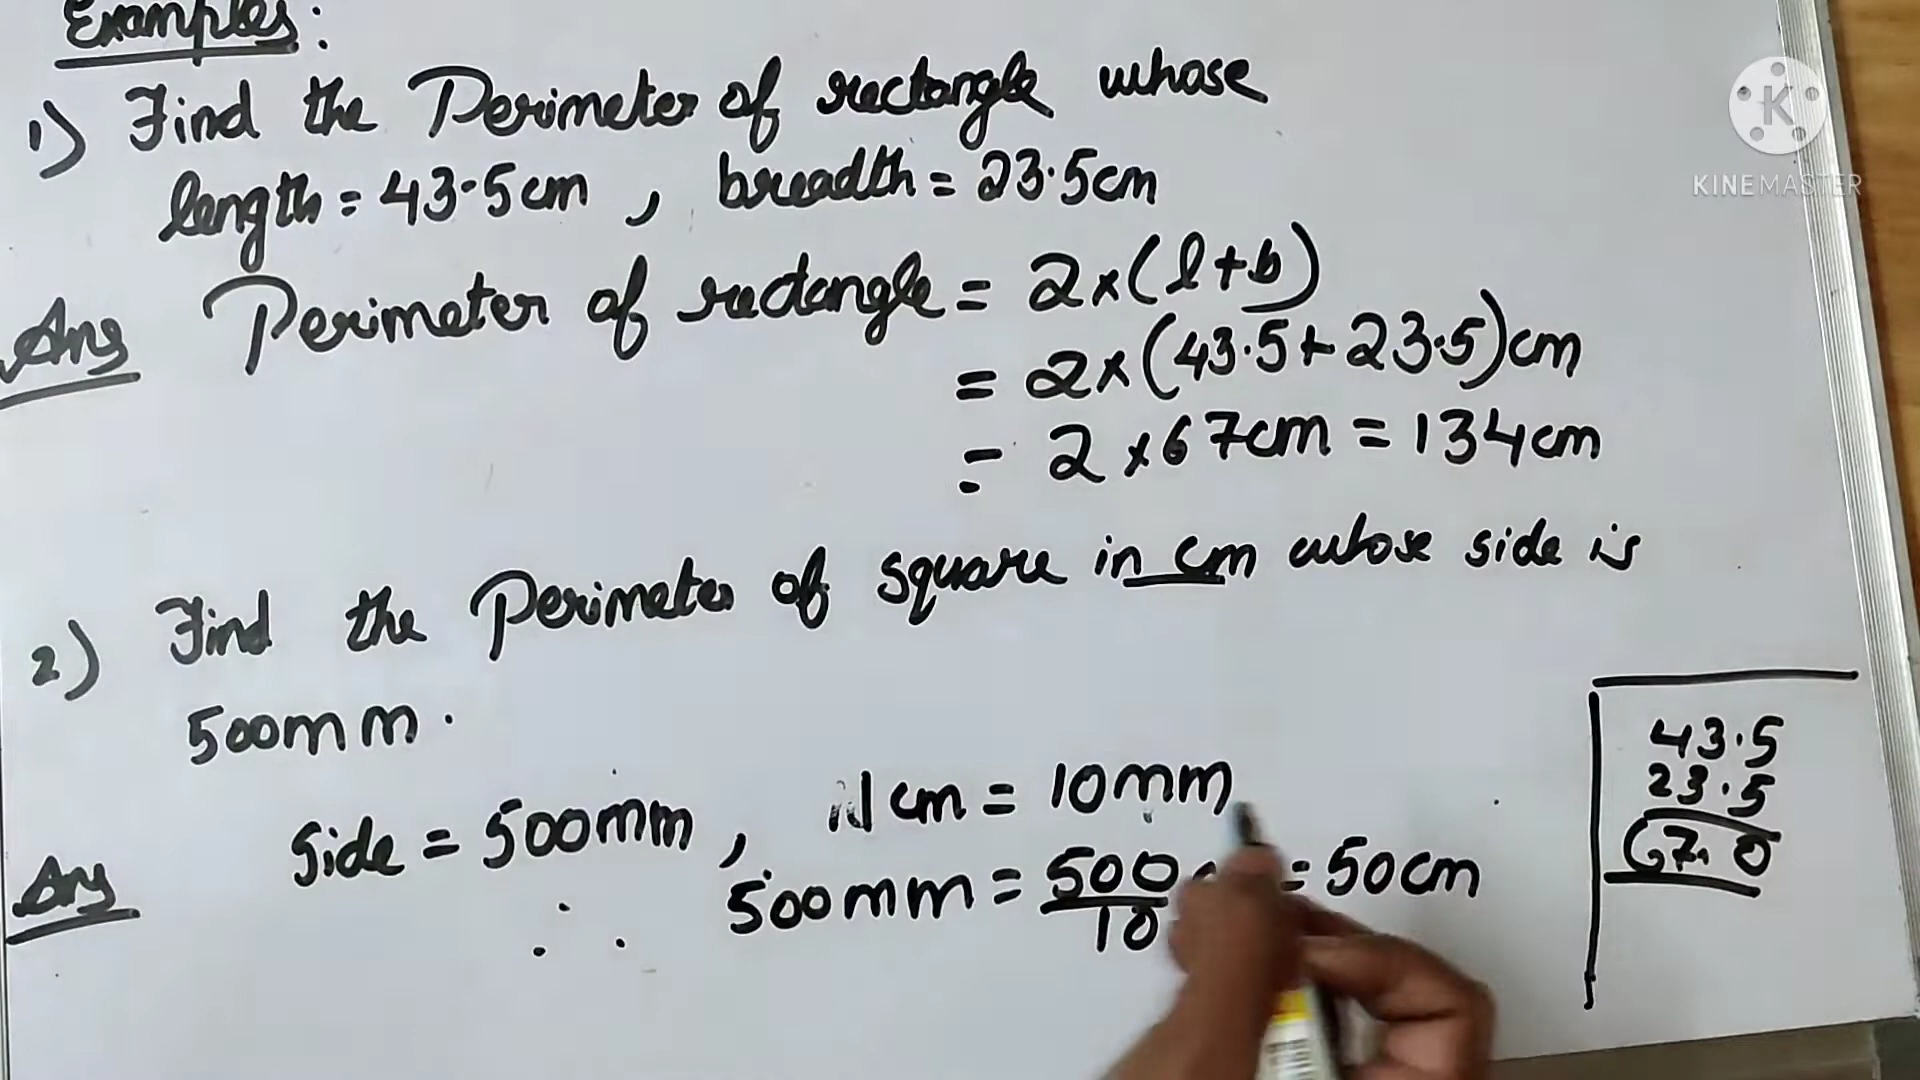 Examples:
1) Find the Perimeter of rectangle whose
length = 43.5cm, breadth = 23.5cm
Ans Perimeter of rectangle = 2×(l+b)
= 2×(43.5+23.5)cm
= 2×67cm = 134cm
2) Find the Perimeter of square in cm whose side is
500mm.
Ans Side = 500mm, 1cm = 10mm
∴ 500mm = 500/10 = 50cm
43.5
23.5
67.0
K
KINEMASTER